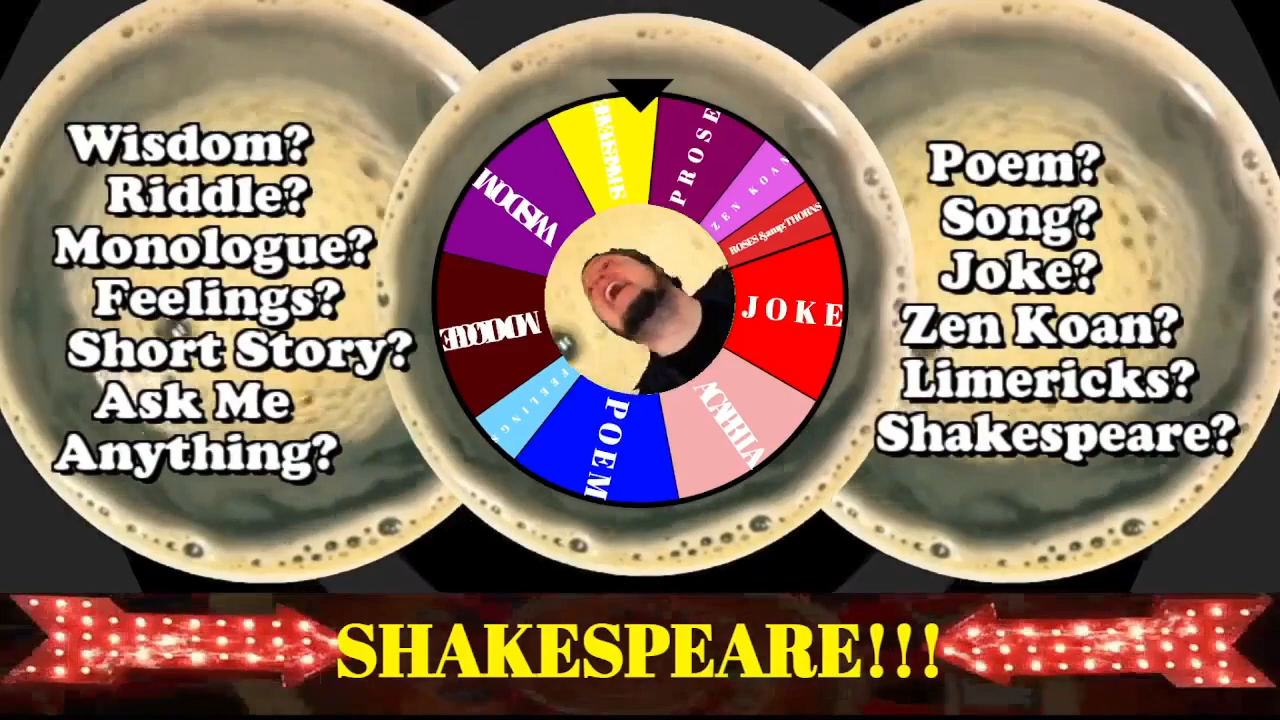 Wisdom?
Riddle?
Monologue?
Feelings?
Short Story?
Ask Me
Anything?
PROSE
ZEN KOAN
ROSES &amp; THORNS
JOKE
POEM
FEELINGS
WISDOM
Poem?
Song?
Joke?
Zen Koan?
Limericks?
Shakespeare?
SHAKESPEARE!!!